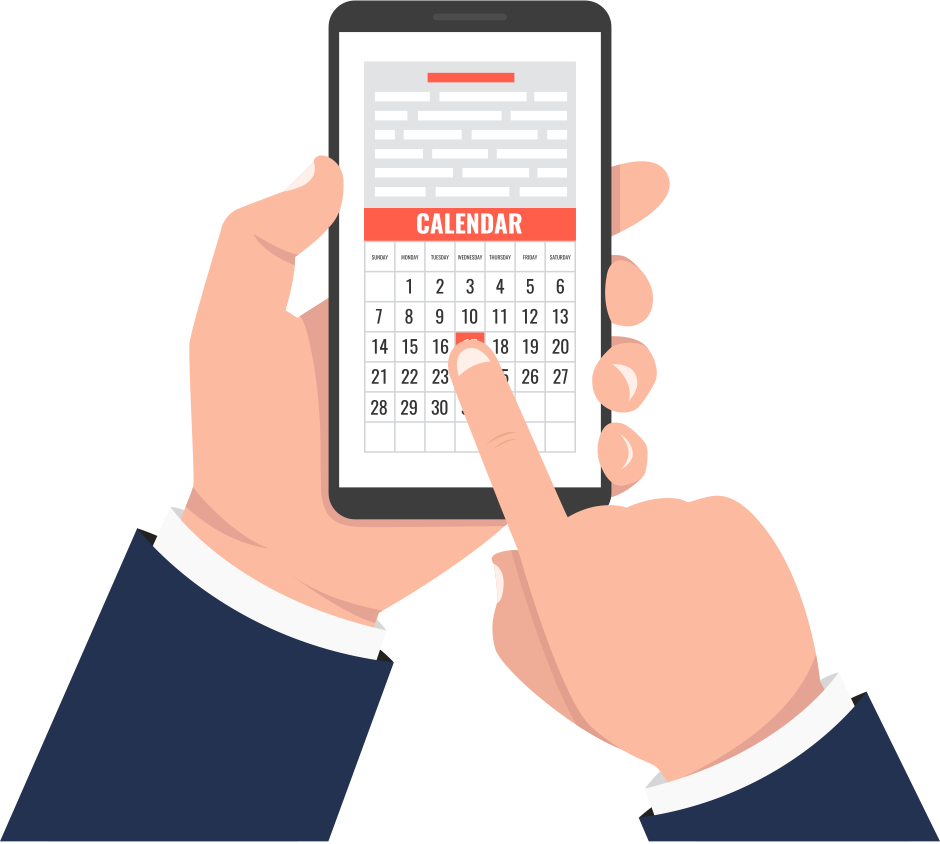 CALENDAR
SUNDAY MONDAY TUESDAY WEDNESDAY THURSDAY FRIDAY SATURDAY
1 2 3 4 5 6
7 8 9 10 11 12 13
14 15 16 18 19 20
21 22 23 26 27
28 29 30